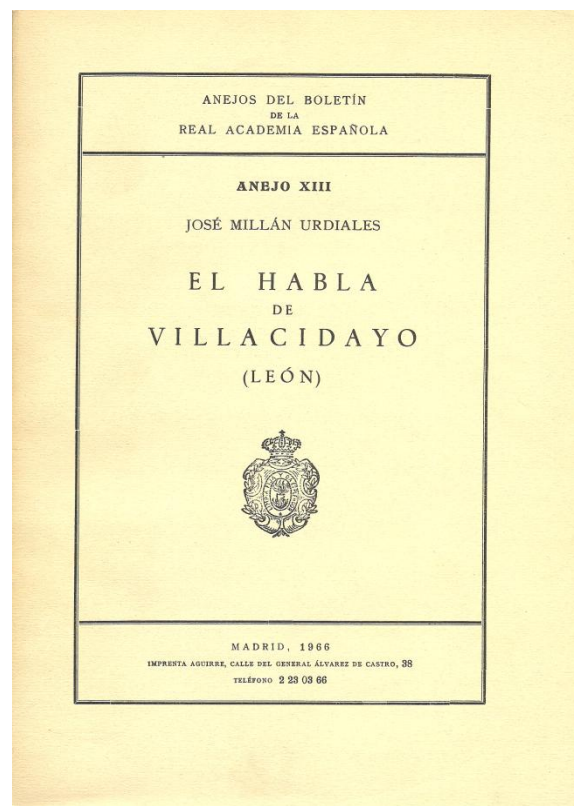 ANEJOS DEL BOLETÍN
DE LA
REAL ACADEMIA ESPAÑOLA
ANEJO XIII
JOSÉ MILLÁN URDIALES
EL HABLA
DE
VILLACIDAYO
(LEÓN)
MADRID, 1966
IMPRENTA AGUIRRE, CALLE DEL GENERAL ÁLVAREZ DE CASTRO, 38
TELÉFONO 2 23 03 66